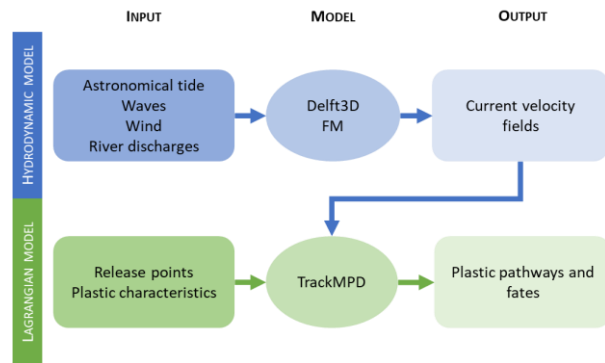 INPUT
MODEL
OUTPUT
HYDRODYNAMIC MODEL
Astronomical tide
Waves
Wind
River discharges
Delft3D
FM
Current velocity
fields
LAGRANGIAN MODEL
Release points
Plastic characteristics
TrackMPD
Plastic pathways and
fates